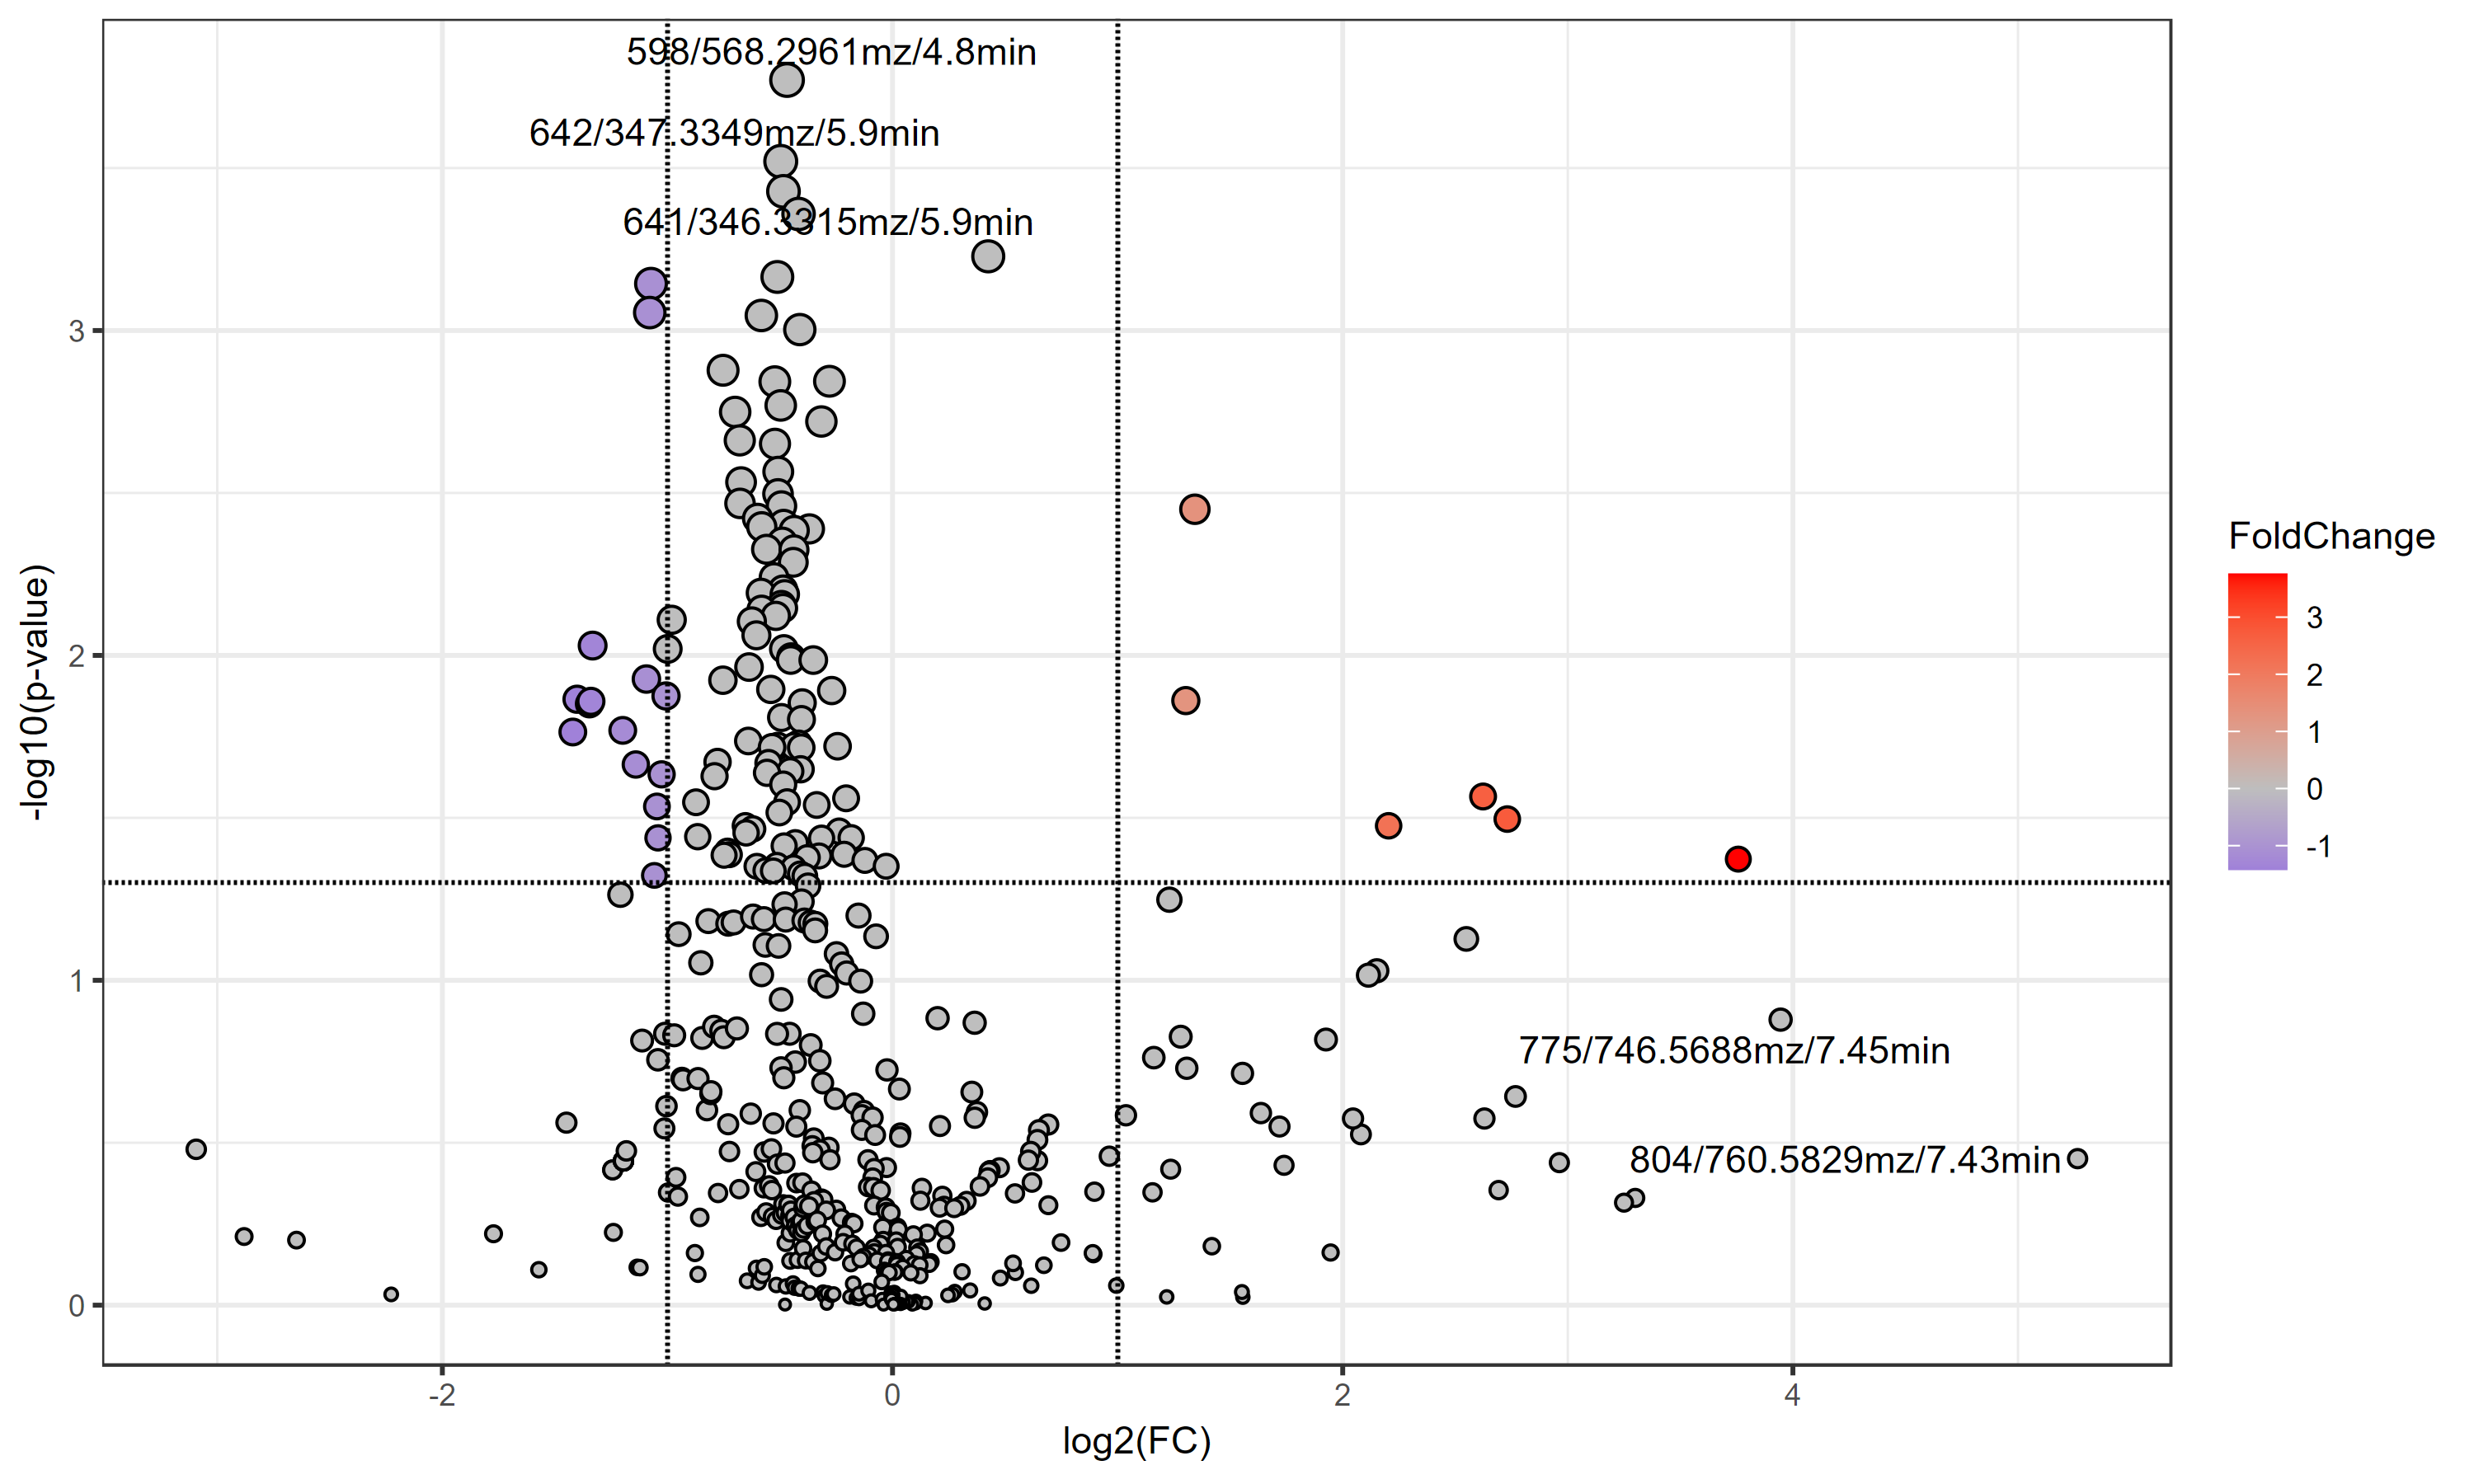 598/568.2961mz/4.8min
642/347.3349mz/5.9min
641/346.3315mz/5.9min
775/746.5688mz/7.45min
804/760.5829mz/7.43min
3
2
1
0
-log10(p-value)
-2
0
2
4
log2(FC)
FoldChange
3
2
1
0
-1